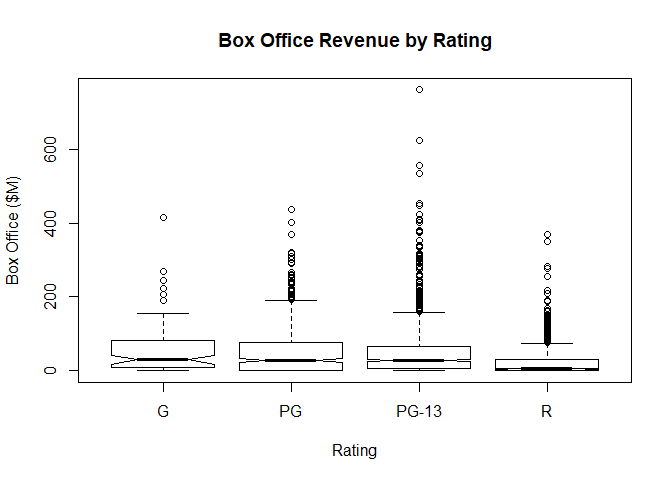 Box Office Revenue by Rating
Box Office ($M)
600
400
200
0
G PG PG-13 R
Rating